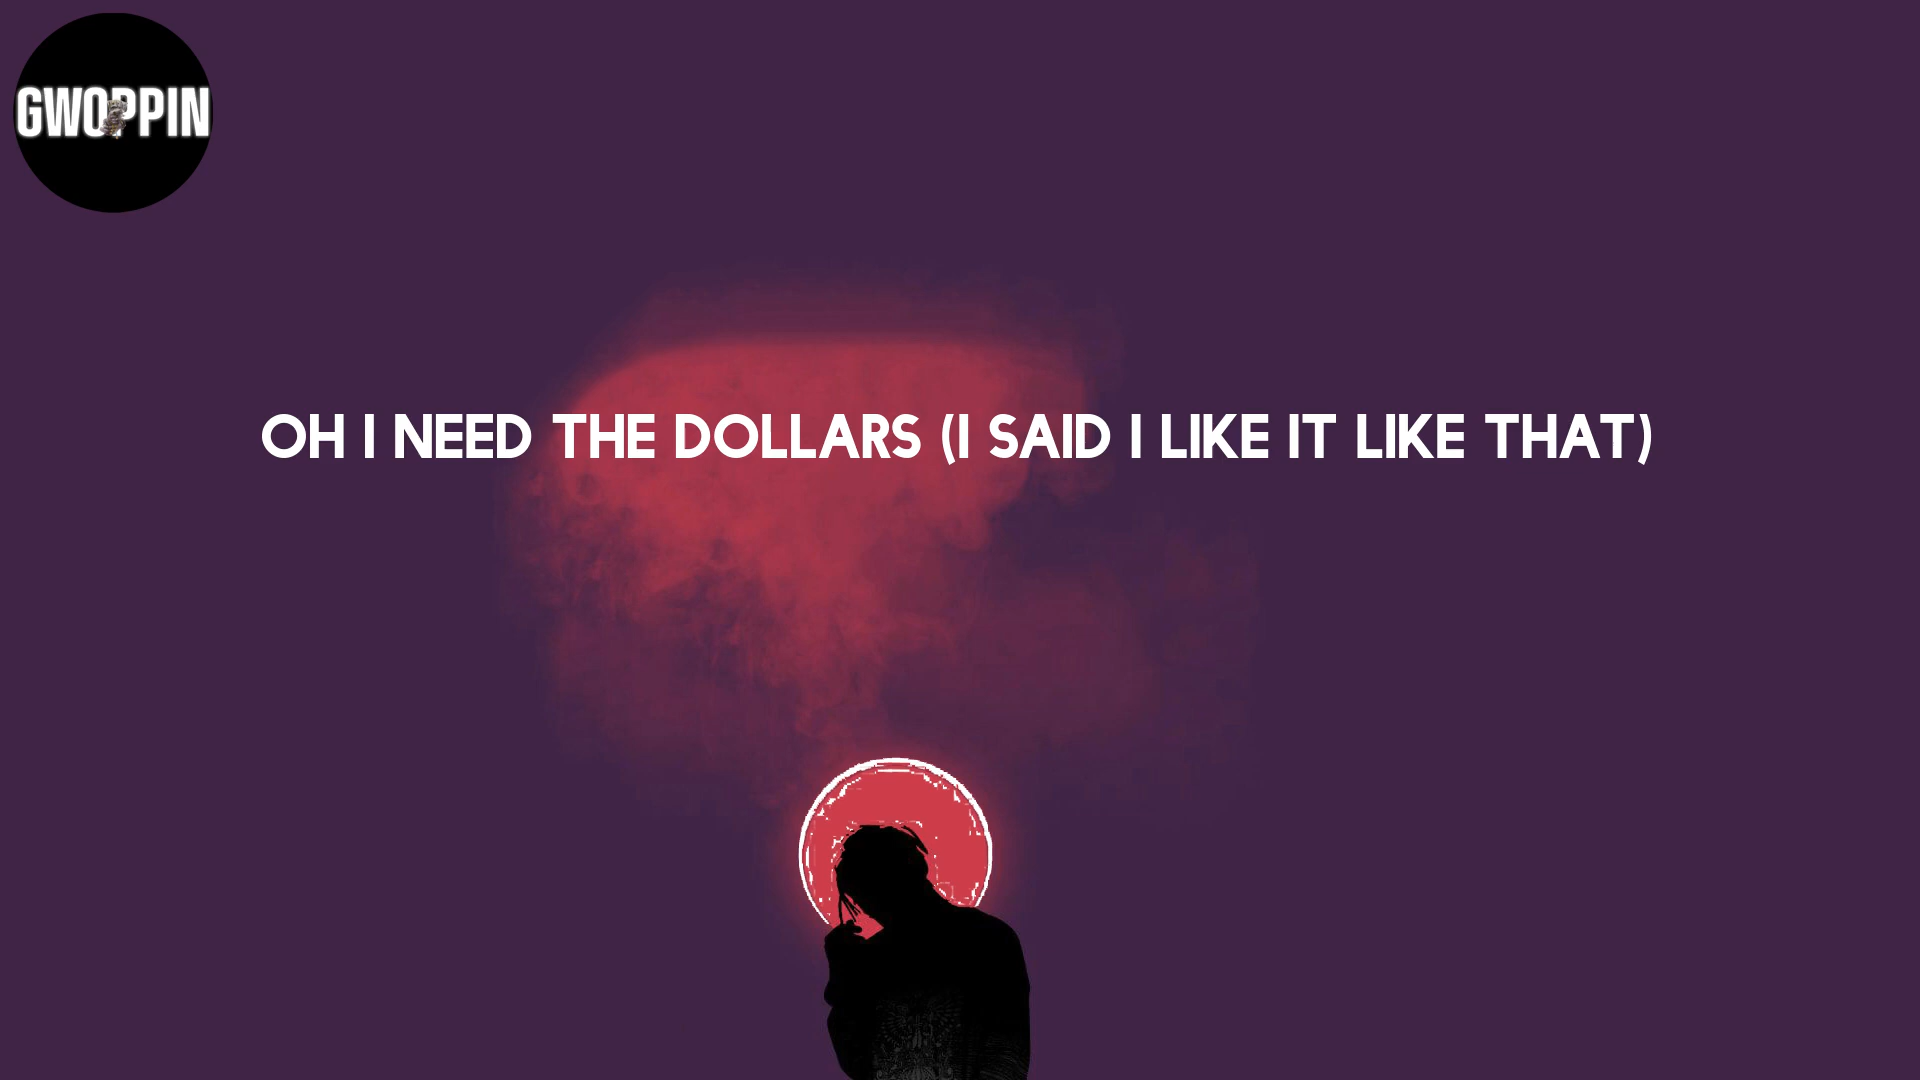 GWOPPIN
OH I NEED THE DOLLARS (I SAID I LIKE IT LIKE THAT)